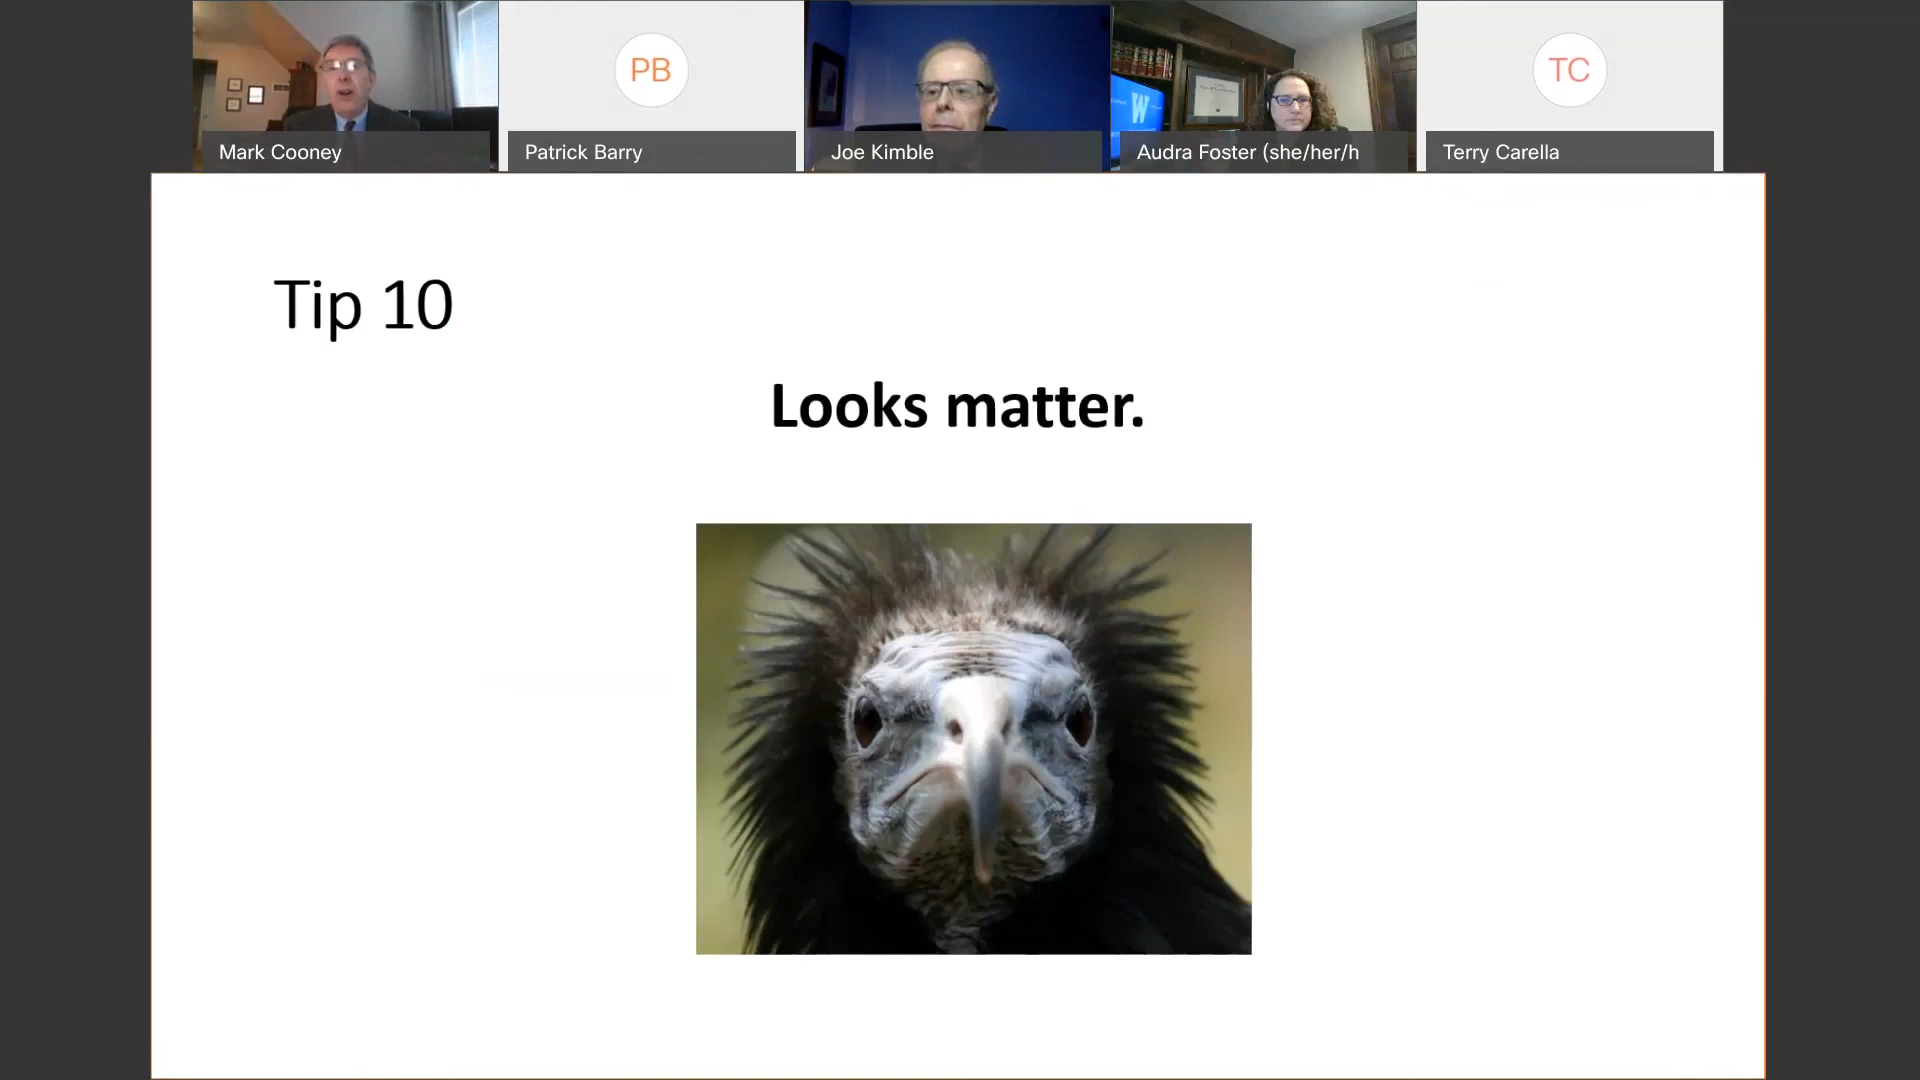 Mark Cooney
PB
Patrick Barry
Joe Kimble
W
Audra Foster (she/her/h
TC
Terry Carella
Tip 10
Looks matter.